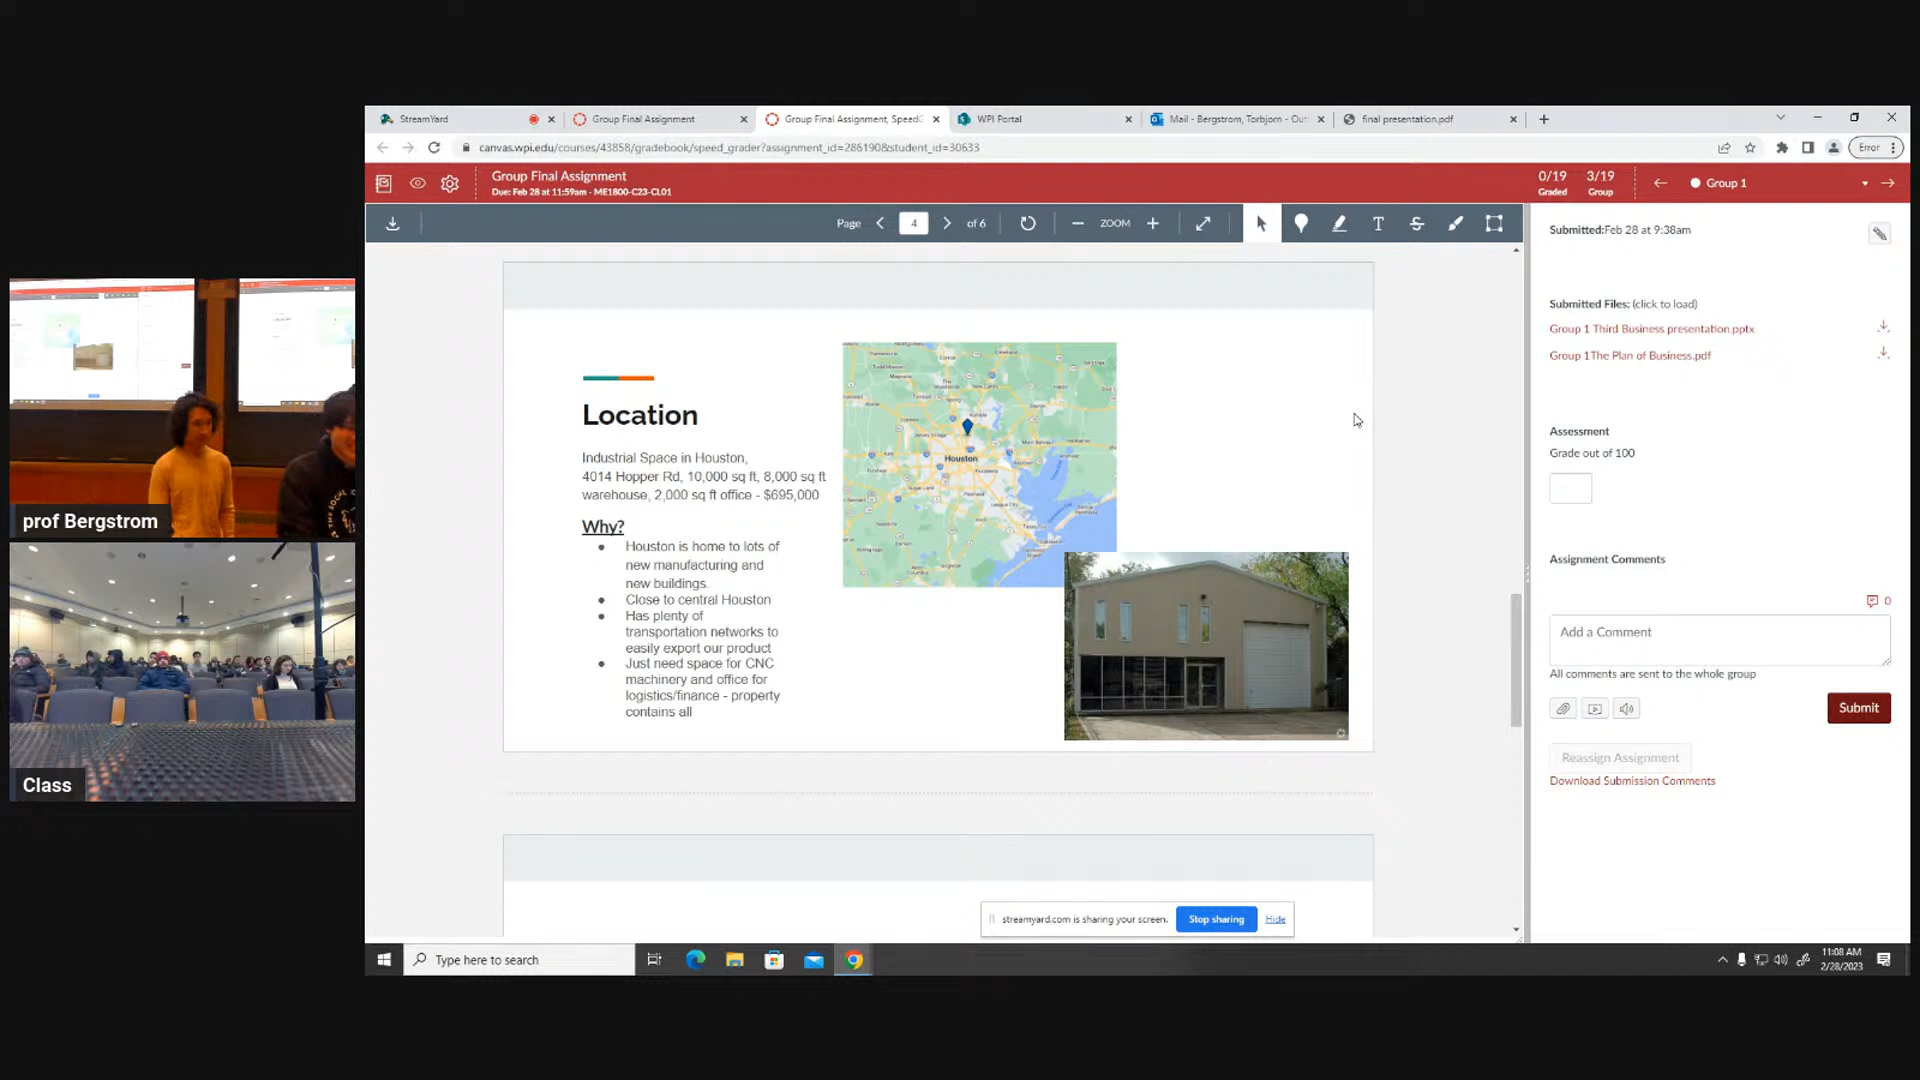 StreamYard
Group Final Assignment
Group Final Assignment, SpeedG
WPI Portal
Mail - Bergstrom, Torbjorn - Out
final presentation.pdf
canvas.wpi.edu/courses/43858/gradebook/speed_grader?assignment_id=286190&student_id=30633
Error
Group Final Assignment
Due: Feb 28 at 11:59am - ME1800-C23-CL01
0/19
Graded
3/19
Group
Group 1
Page
4
of 6
ZOOM
Location
Industrial Space in Houston,
4014 Hopper Rd, 10,000 sq ft, 8,000 sq ft
warehouse, 2,000 sq ft office - $695,000
Why?
Houston is home to lots of
new manufacturing and
new buildings.
Close to central Houston
Has plenty of
transportation networks to
easily export our product
Just need space for CNC
machinery and office for
logistics/finance - property
contains all
Houston
Submitted:Feb 28 at 9:38am
Submitted Files: (click to load)
Group 1 Third Business presentation.pptx
Group 1The Plan of Business.pdf
Assessment
Grade out of 100
Assignment Comments
0
Add a Comment
All comments are sent to the whole group
Submit
Reassign Assignment
Download Submission Comments
prof Bergstrom
Class
streamyard.com is sharing your screen.
Stop sharing
Hide
Type here to search
11:08 AM
2/28/2023